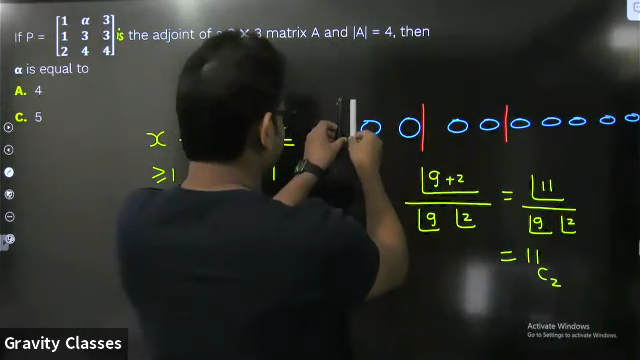 If P = [1 α 3 is the adjoint of 3 × 3 matrix A and |A| = 4, then
1 3 3
2 4 4]
α is equal to
A. 4
C. 5
x =
≥1 1
⌊9+2 = ⌊11
⌊9 ⌊2 ⌊9 ⌊2
= 11C2
Activate Windows
Go to Settings to activate Windows.
Gravity Classes